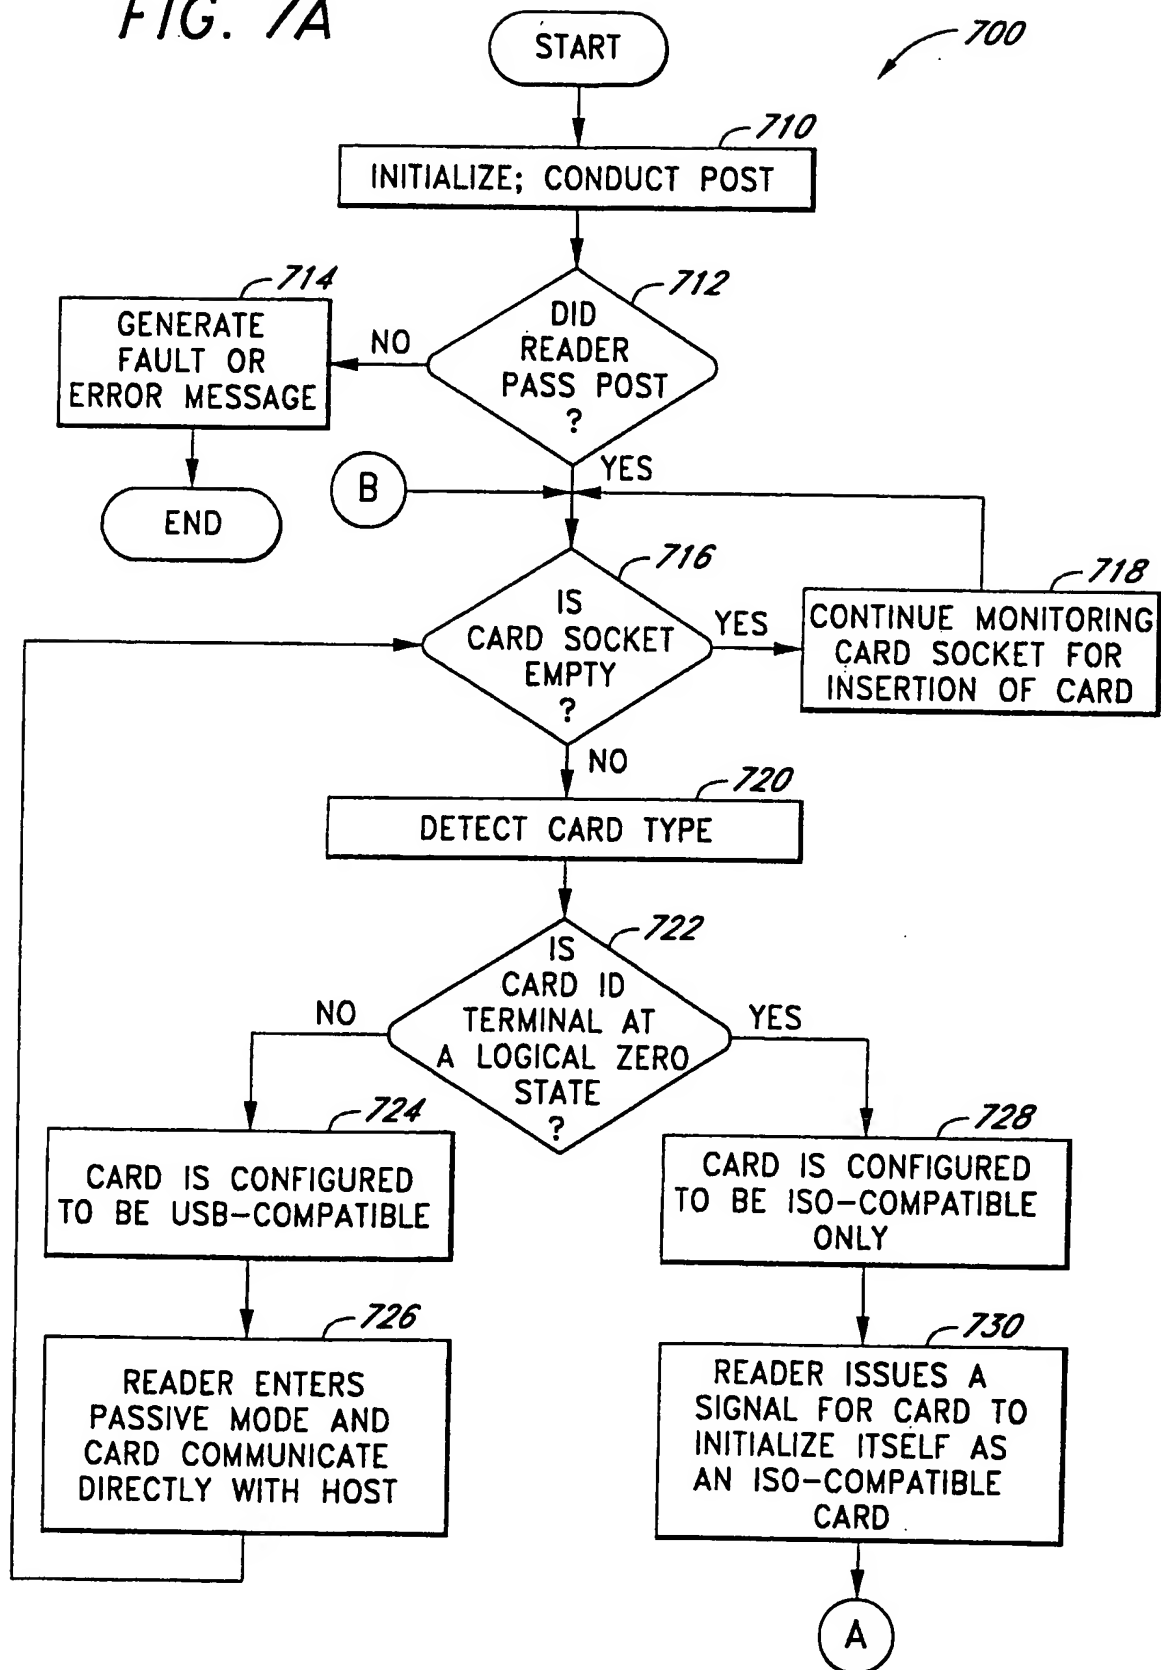 FIG. 7A
START
700
710
INITIALIZE; CONDUCT POST
714
GENERATE
FAULT OR
ERROR MESSAGE
NO
712
DID
READER
PASS POST
?
YES
END
B
716
IS
CARD SOCKET
EMPTY
?
YES
718
CONTINUE MONITORING
CARD SOCKET FOR
INSERTION OF CARD
NO
720
DETECT CARD TYPE
722
IS
CARD ID
TERMINAL AT
A LOGICAL ZERO
STATE
?
NO
YES
724
CARD IS CONFIGURED
TO BE USB-COMPATIBLE
728
CARD IS CONFIGURED
TO BE ISO-COMPATIBLE
ONLY
726
READER ENTERS
PASSIVE MODE AND
CARD COMMUNICATE
DIRECTLY WITH HOST
730
READER ISSUES A
SIGNAL FOR CARD TO
INITIALIZE ITSELF AS
AN ISO-COMPATIBLE
CARD
A